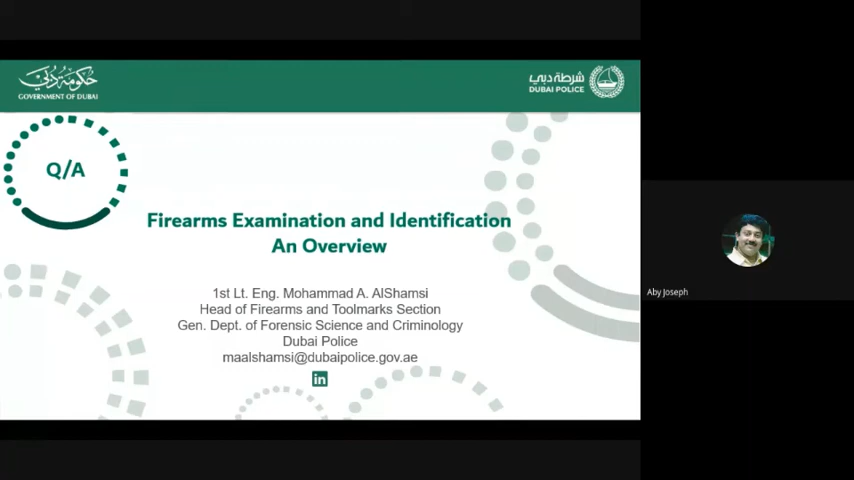 حكومة دبي
GOVERNMENT OF DUBAI
شرطة دبي
DUBAI POLICE
Q/A
Firearms Examination and Identification
An Overview
1st Lt. Eng. Mohammad A. AlShamsi
Head of Firearms and Toolmarks Section
Gen. Dept. of Forensic Science and Criminology
Dubai Police
maalshamsi@dubaipolice.gov.ae
in
Aby Joseph